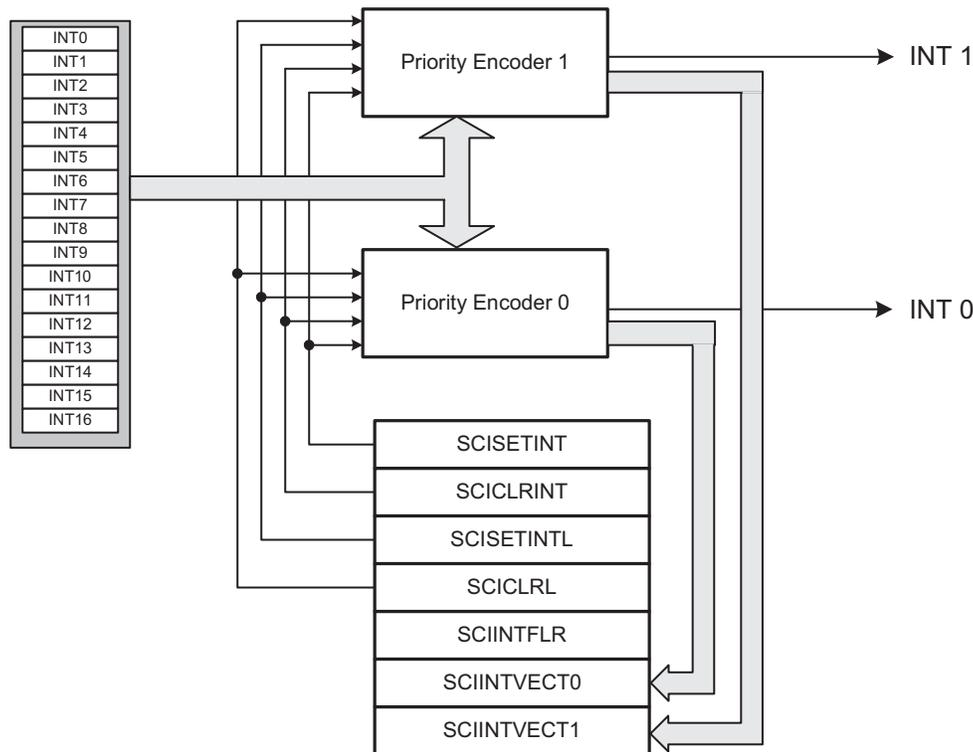 INT0
INT1
INT2
INT3
INT4
INT5
INT6
INT7
INT8
INT9
INT10
INT11
INT12
INT13
INT14
INT15
INT16
Priority Encoder 1
INT 1
Priority Encoder 0
INT 0
SCISETINT
SCICLRINT
SCISETINTL
SCICLRL
SCIINTFLR
SCIINTVECT0
SCIINTVECT1